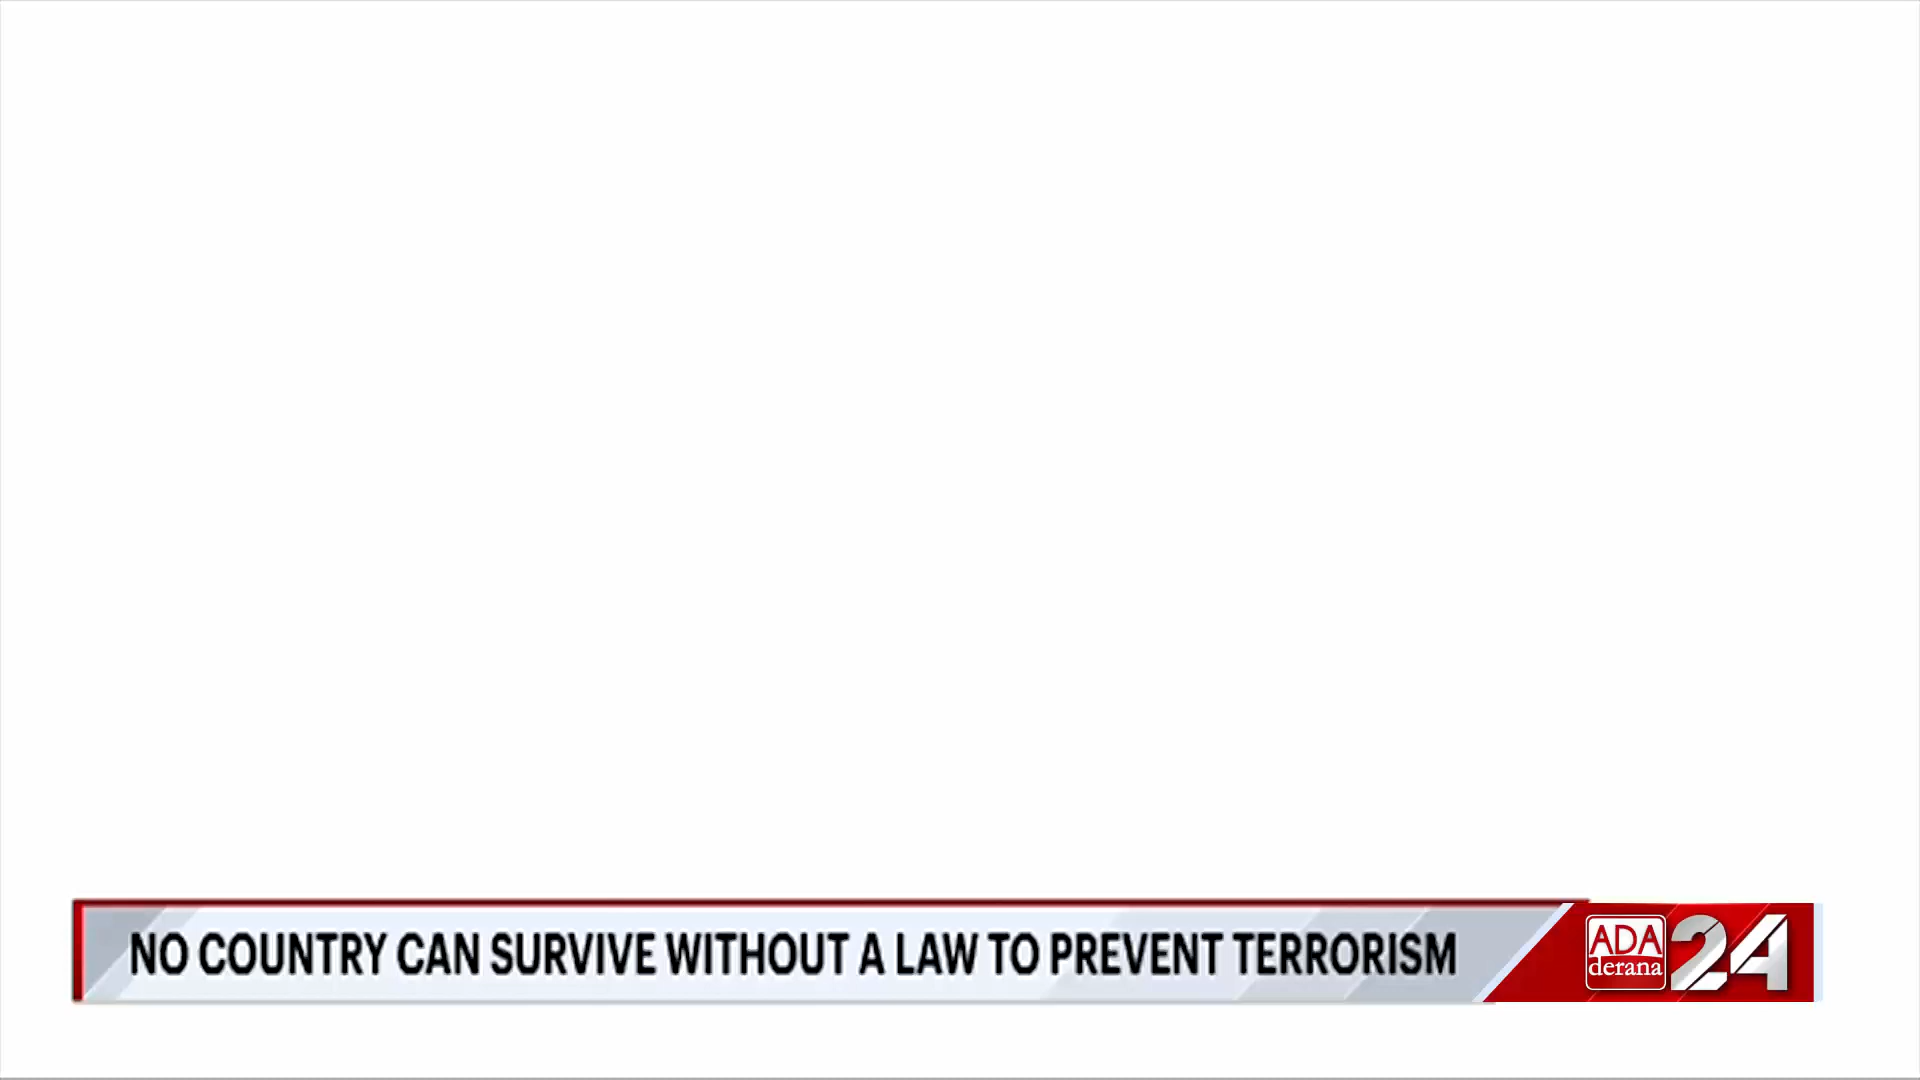 NO COUNTRY CAN SURVIVE WITHOUT A LAW TO PREVENT TERRORISM
ADA
derana
24